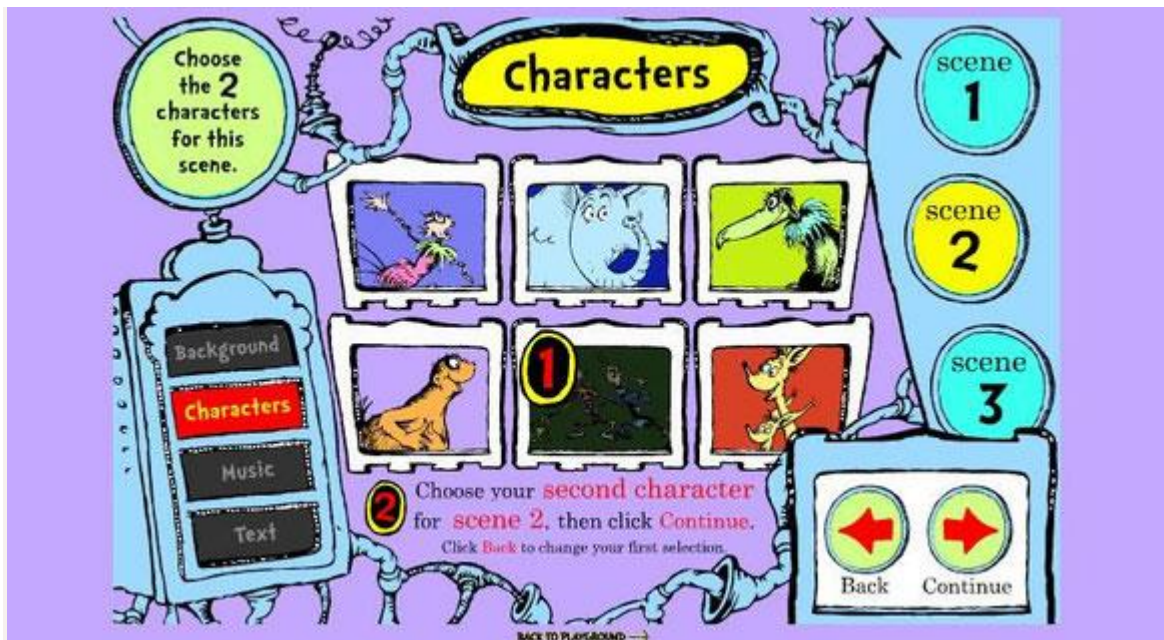 Choose
the 2
characters
for this
scene.
Characters
scene
1
scene
2
scene
3
Background
Characters
Music
Text
1
2
Choose your second character
for scene 2, then click Continue.
Click Back to change your first selection.
Back
Continue
BACK TO PLAYGROUND